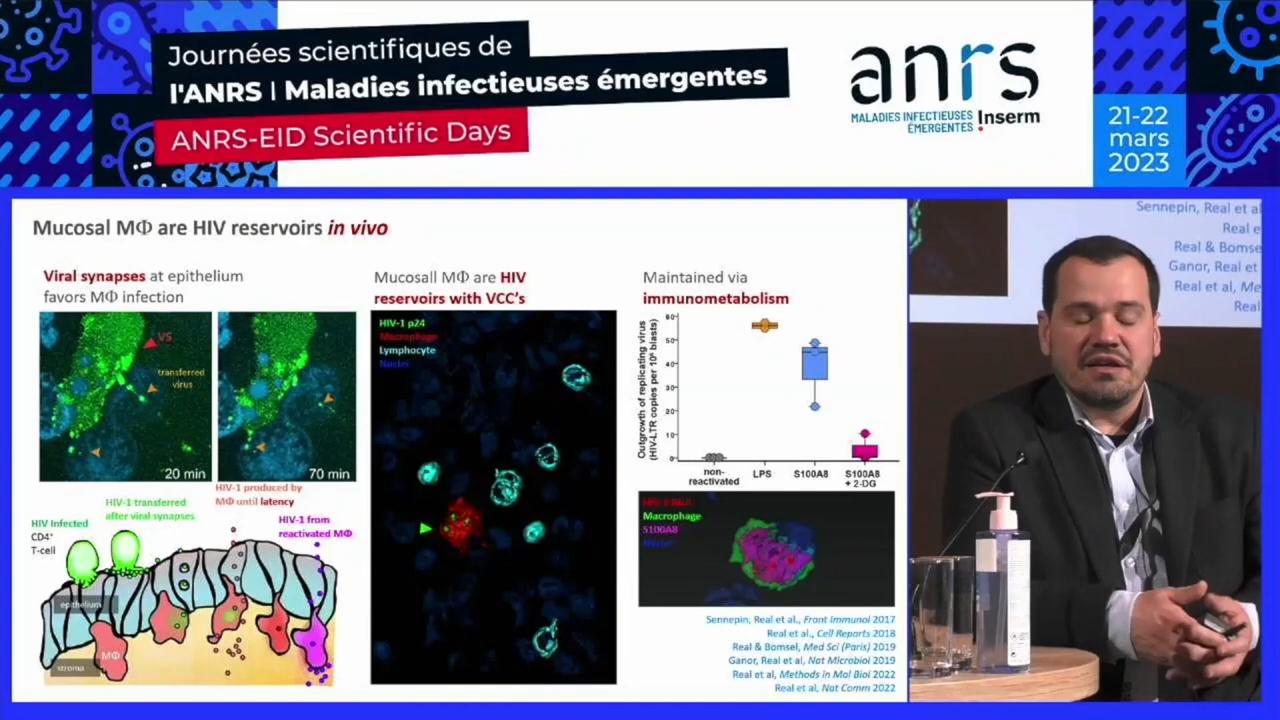 Journées scientifiques de
l'ANRS | Maladies infectieuses émergentes
ANRS-EID Scientific Days
anrs
MALADIES INFECTIEUSES
ÉMERGENTES
Inserm
21-22
mars
2023
Mucosal MΦ are HIV reservoirs in vivo
Viral synapses at epithelium
favors MΦ infection
VS
transferred
virus
20 min
70 min
HIV-1 transferred
after viral synapses
HIV-1 produced by
MΦ until latency
HIV Infected
CD4+
T-cell
HIV-1 from
reactivated MΦ
epithelium
MΦ
stroma
Mucosall MΦ are HIV
reservoirs with VCC's
HIV-1 p24
Macrophage
Lymphocyte
Nuclei
Maintained via
immunometabolism
Outgrowth of replicating virus
(HIV-LTR copies per 10⁶ blasts)
60
50
40
30
20
10
0
non-
reactivated
LPS
S100A8
S100A8
+ 2-DG
Macrophage
S100A8
Nuclei
Sennepin, Real et al., Front Immunol 2017
Real et al., Cell Reports 2018
Real & Bomsel, Med Sci (Paris) 2019
Ganor, Real et al, Nat Microbiol 2019
Real et al, Methods in Mol Biol 2022
Real et al, Nat Comm 2022
Sennepin, Real et al
Real e
Real & Bomse
Ganor, Real et
Real et al, Me
Real